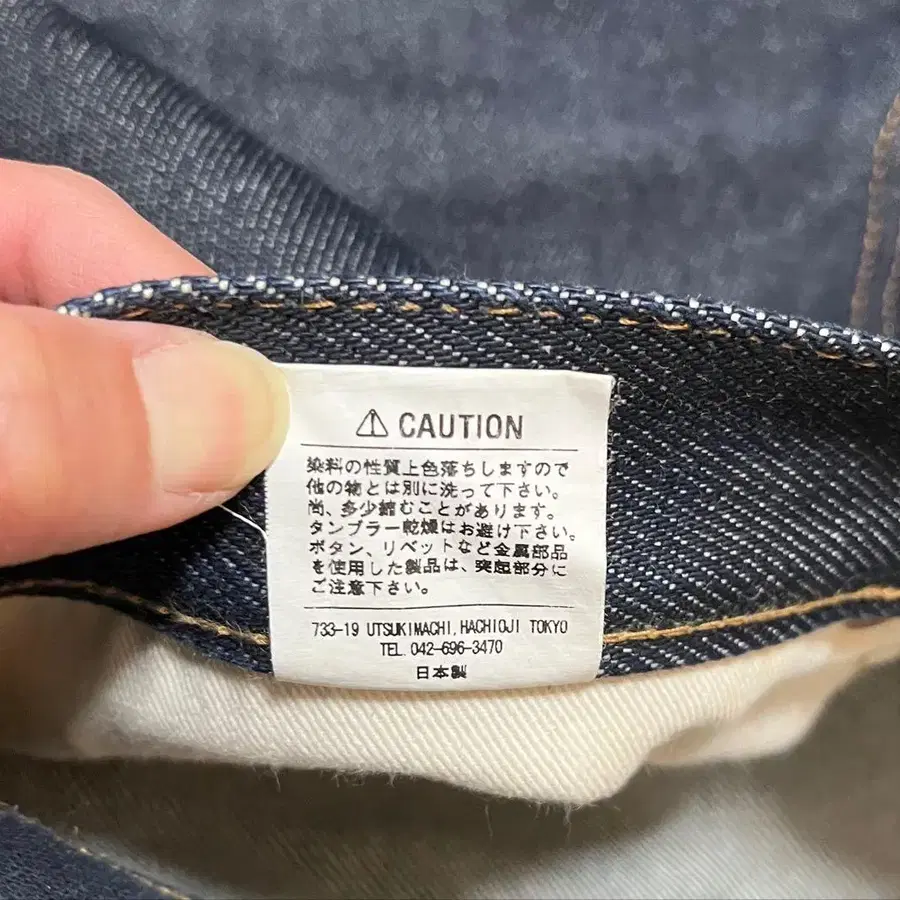 ⚠ CAUTION
染料の性質上色落ちしますので
他の物とは別に洗って下さい。
尚、多少縮むことがあります。
タンブラー乾燥はお避け下さい。
ボタン、リベットなど金属部品
を使用した製品は、突起部分に
ご注意下さい。
733-19 UTSUKIMACHI, HACHIOJI TOKYO
TEL. 042-696-3470
日本製